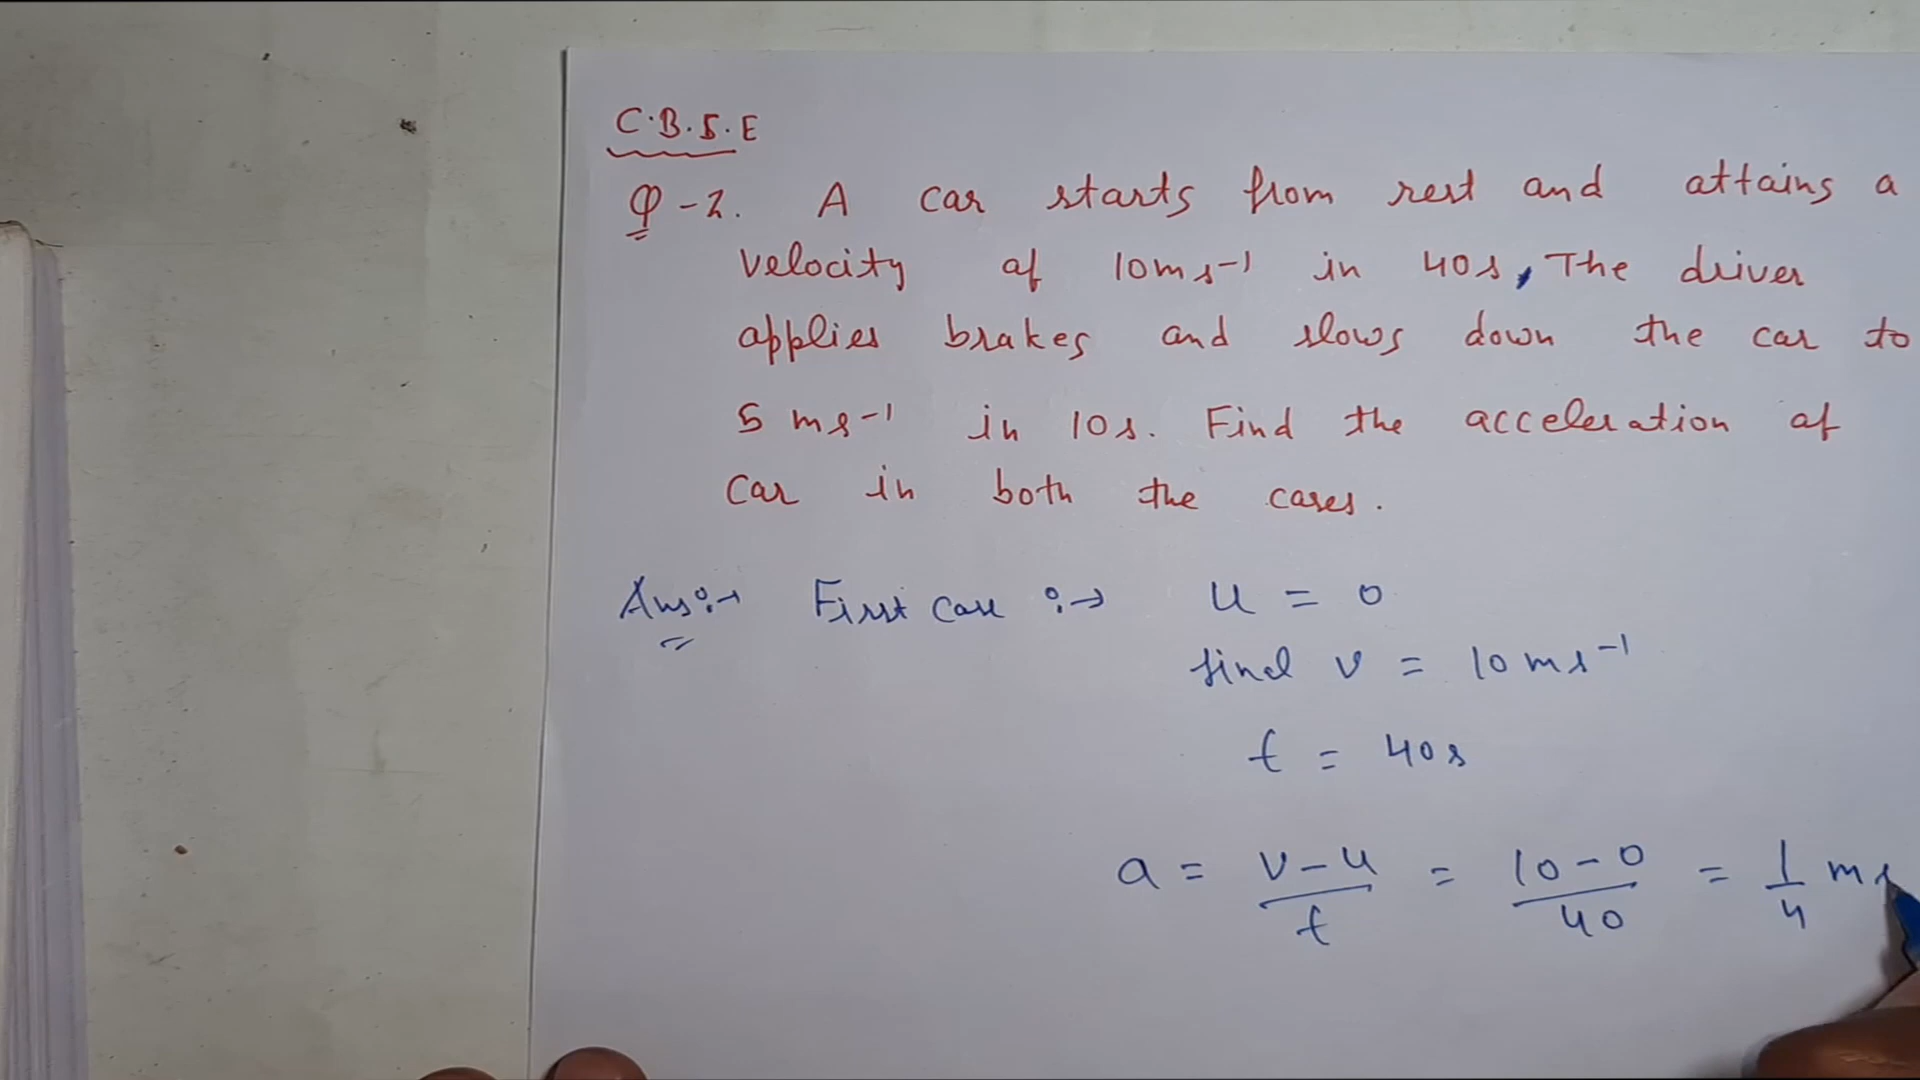 C.B.S.E
Q-2. A car starts from rest and attains a
velocity of 10ms-1 in 40s, The driver
applies brakes and slows down the car to
5 ms-1 in 10s. Find the acceleration of
car in both the cases.
Ans:→ First case :→ u = 0
final v = 10ms-1
t = 40s
a = v-u/t = 10-0/40 = 1/4 ms